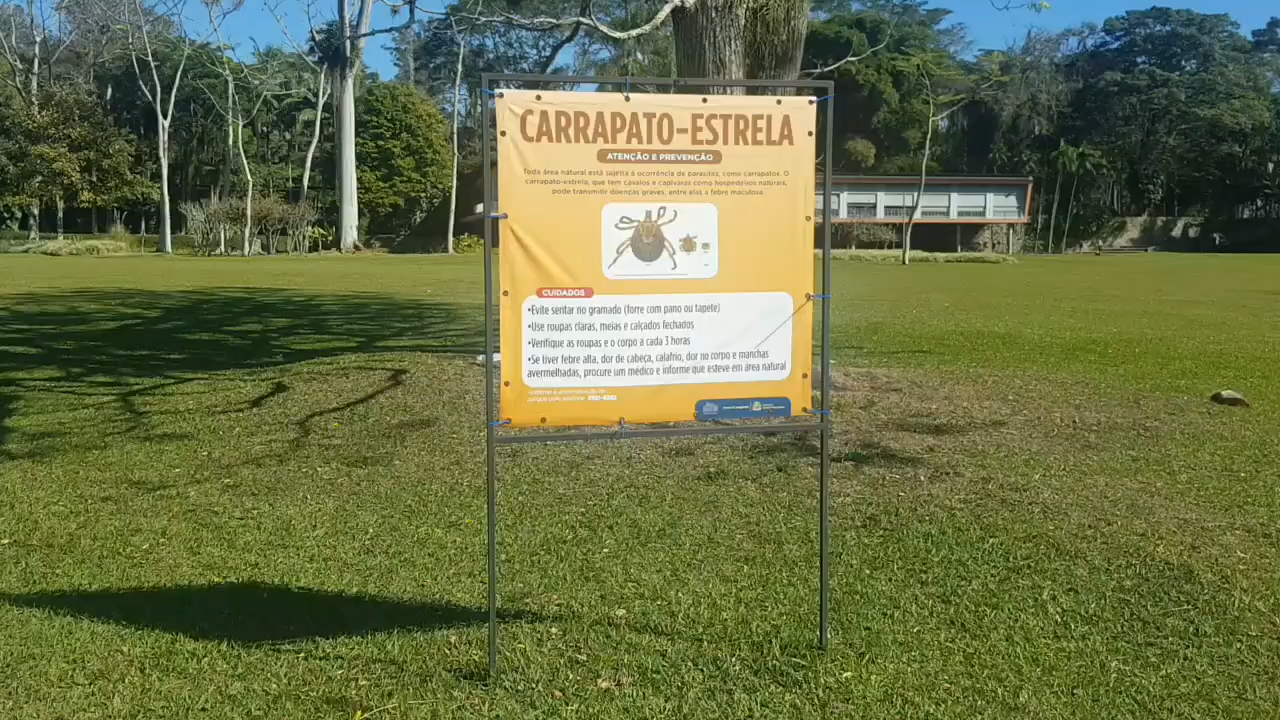 CARRAPATO-ESTRELA
ATENÇÃO E PREVENÇÃO
Toda área natural está sujeita à ocorrência de parasitas, como carrapatos. O
carrapato-estrela, que tem cavalos e capivaras como hospedeiros naturais,
pode transmitir doenças graves, entre elas a febre maculosa.
CUIDADOS
•Evite sentar no gramado (forre com pano ou tapete)
•Use roupas claras, meias e calçados fechados
•Verifique as roupas e o corpo a cada 3 horas
•Se tiver febre alta, dor de cabeça, calafrio, dor no corpo e manchas
avermelhadas, procure um médico e informe que esteve em área natural